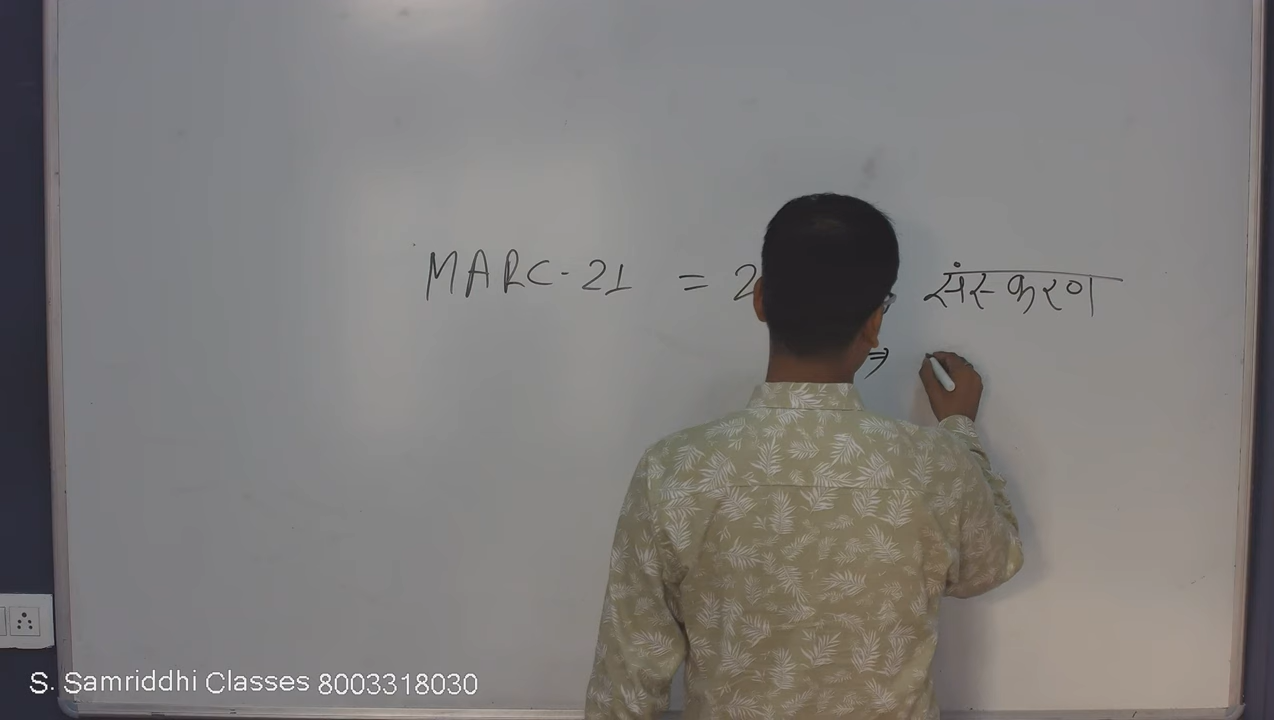 MARC-21 = 2 संस्करण
⇒
S. Samriddhi Classes 8003318030